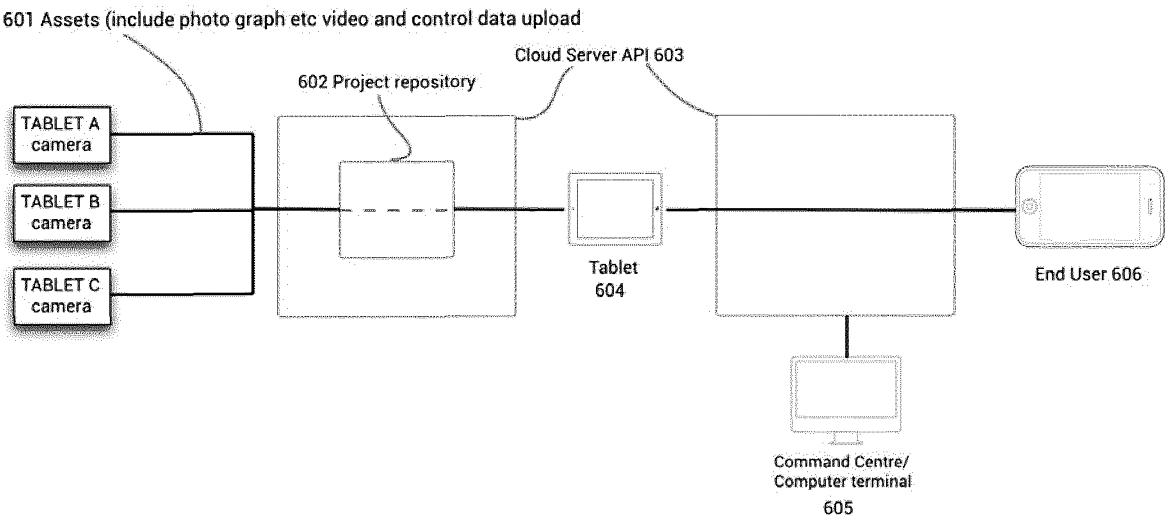 601 Assets (include photo graph etc video and control data upload
Cloud Server API 603
602 Project repository
TABLET A
camera
TABLET B
camera
TABLET C
camera
Tablet
604
End User 606
Command Centre/
Computer terminal
605